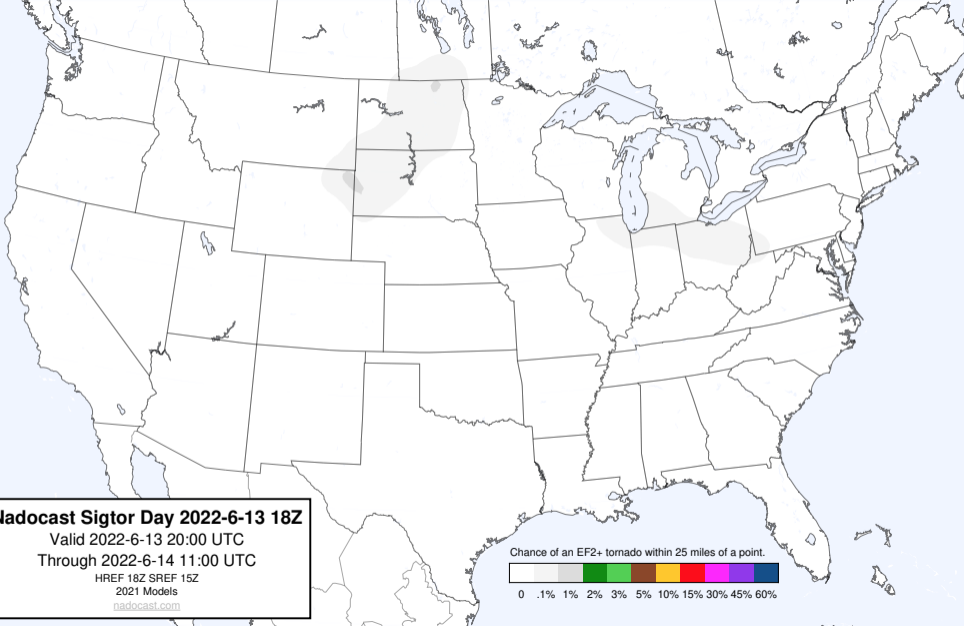 Nadocast Sigtor Day 2022-6-13 18Z
Valid 2022-6-13 20:00 UTC
Through 2022-6-14 11:00 UTC
HREF 18Z SREF 15Z
2021 Models
nadocast.com
Chance of an EF2+ tornado within 25 miles of a point.
0 .1% 1% 2% 3% 5% 10% 15% 30% 45% 60%